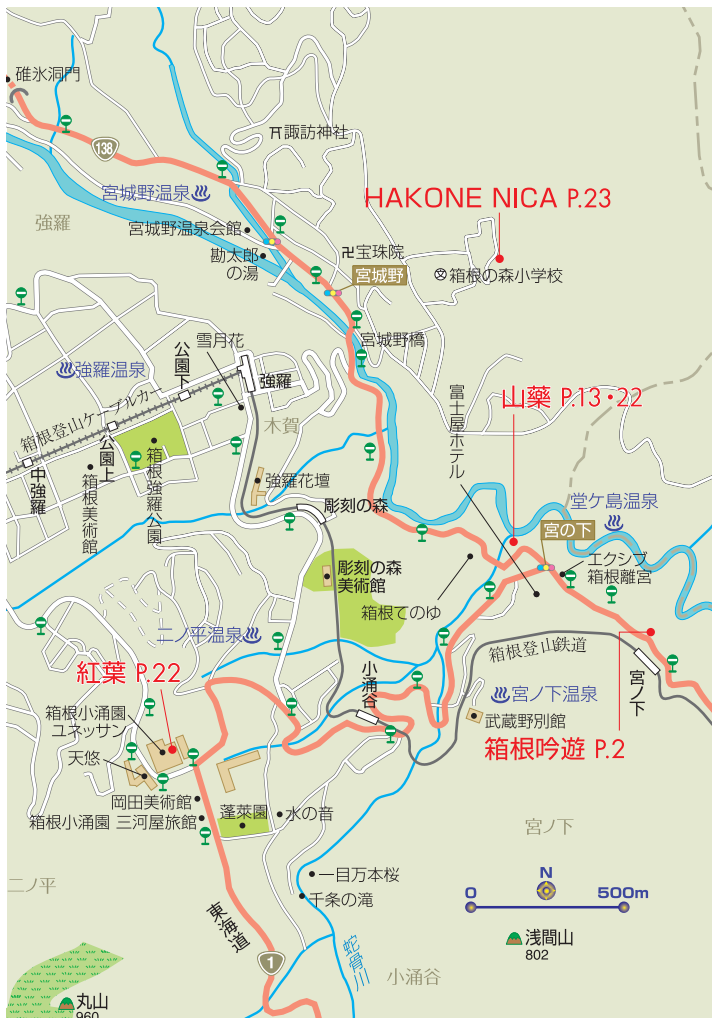 碓氷洞門
138
諏訪神社
宮城野温泉
HAKONE NICA P.23
強羅
宮城野温泉会館
勘太郎
の湯
卍宝珠院
宮城野
箱根の森小学校
雪月花
宮城野橋
公園下
強羅温泉
強羅
箱根登山ケーブルカー
木賀
富士屋ホテル
山藥 P.13・22
公園上
中強羅
箱根美術館
箱根強羅公園
強羅花壇
彫刻の森
堂ケ島温泉
宮の下
彫刻の森
美術館
エクシブ
箱根離宮
箱根てのゆ
二ノ平温泉
箱根登山鉄道
紅葉 P.22
小涌谷
宮ノ下
宮ノ下温泉
箱根小涌園
ユネッサン
武蔵野別館
箱根吟遊 P.2
天悠
岡田美術館
箱根小涌園 三河屋旅館
蓬萊園
水の音
宮ノ下
二ノ平
一目万本桜
千条の滝
N
0
500m
東海道
1
蛇骨川
浅間山
802
小涌谷
丸山
960